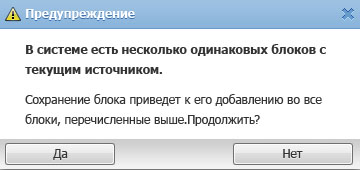 Предупреждение
В системе есть несколько одинаковых блоков с
текущим источником.
Сохранение блока приведет к его добавлению во все
блоки, перечисленные выше.Продолжить?
Да Нет